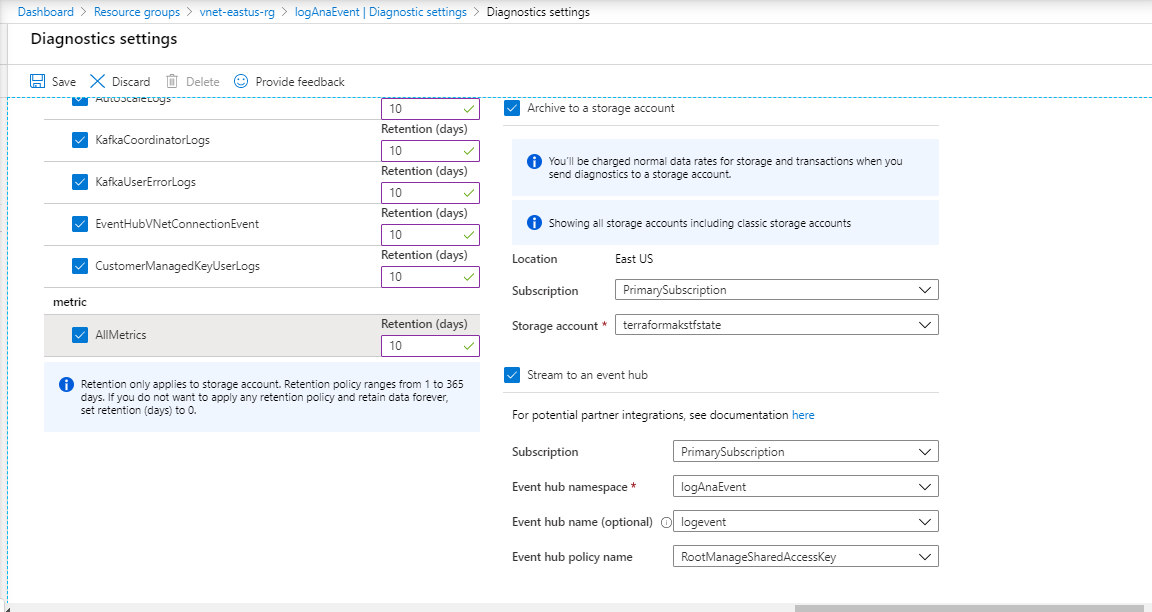 Dashboard > Resource groups > vnet-eastus-rg > logAnaEvent | Diagnostic settings > Diagnostics settings
Diagnostics settings
Save Discard Delete Provide feedback
AutoScaleLogs
10
KafkaCoordinatorLogs
Retention (days)
10
KafkaUserErrorLogs
Retention (days)
10
EventHubVNetConnectionEvent
Retention (days)
10
CustomerManagedKeyUserLogs
Retention (days)
10
metric
AllMetrics
Retention (days)
10
Retention only applies to storage account. Retention policy ranges from 1 to 365
days. If you do not want to apply any retention policy and retain data forever,
set retention (days) to 0.
Archive to a storage account
You'll be charged normal data rates for storage and transactions when you
send diagnostics to a storage account.
Showing all storage accounts including classic storage accounts
Location East US
Subscription PrimarySubscription
Storage account * terraformakstfstate
Stream to an event hub
For potential partner integrations, see documentation here
Subscription PrimarySubscription
Event hub namespace * logAnaEvent
Event hub name (optional) logevent
Event hub policy name RootManageSharedAccessKey